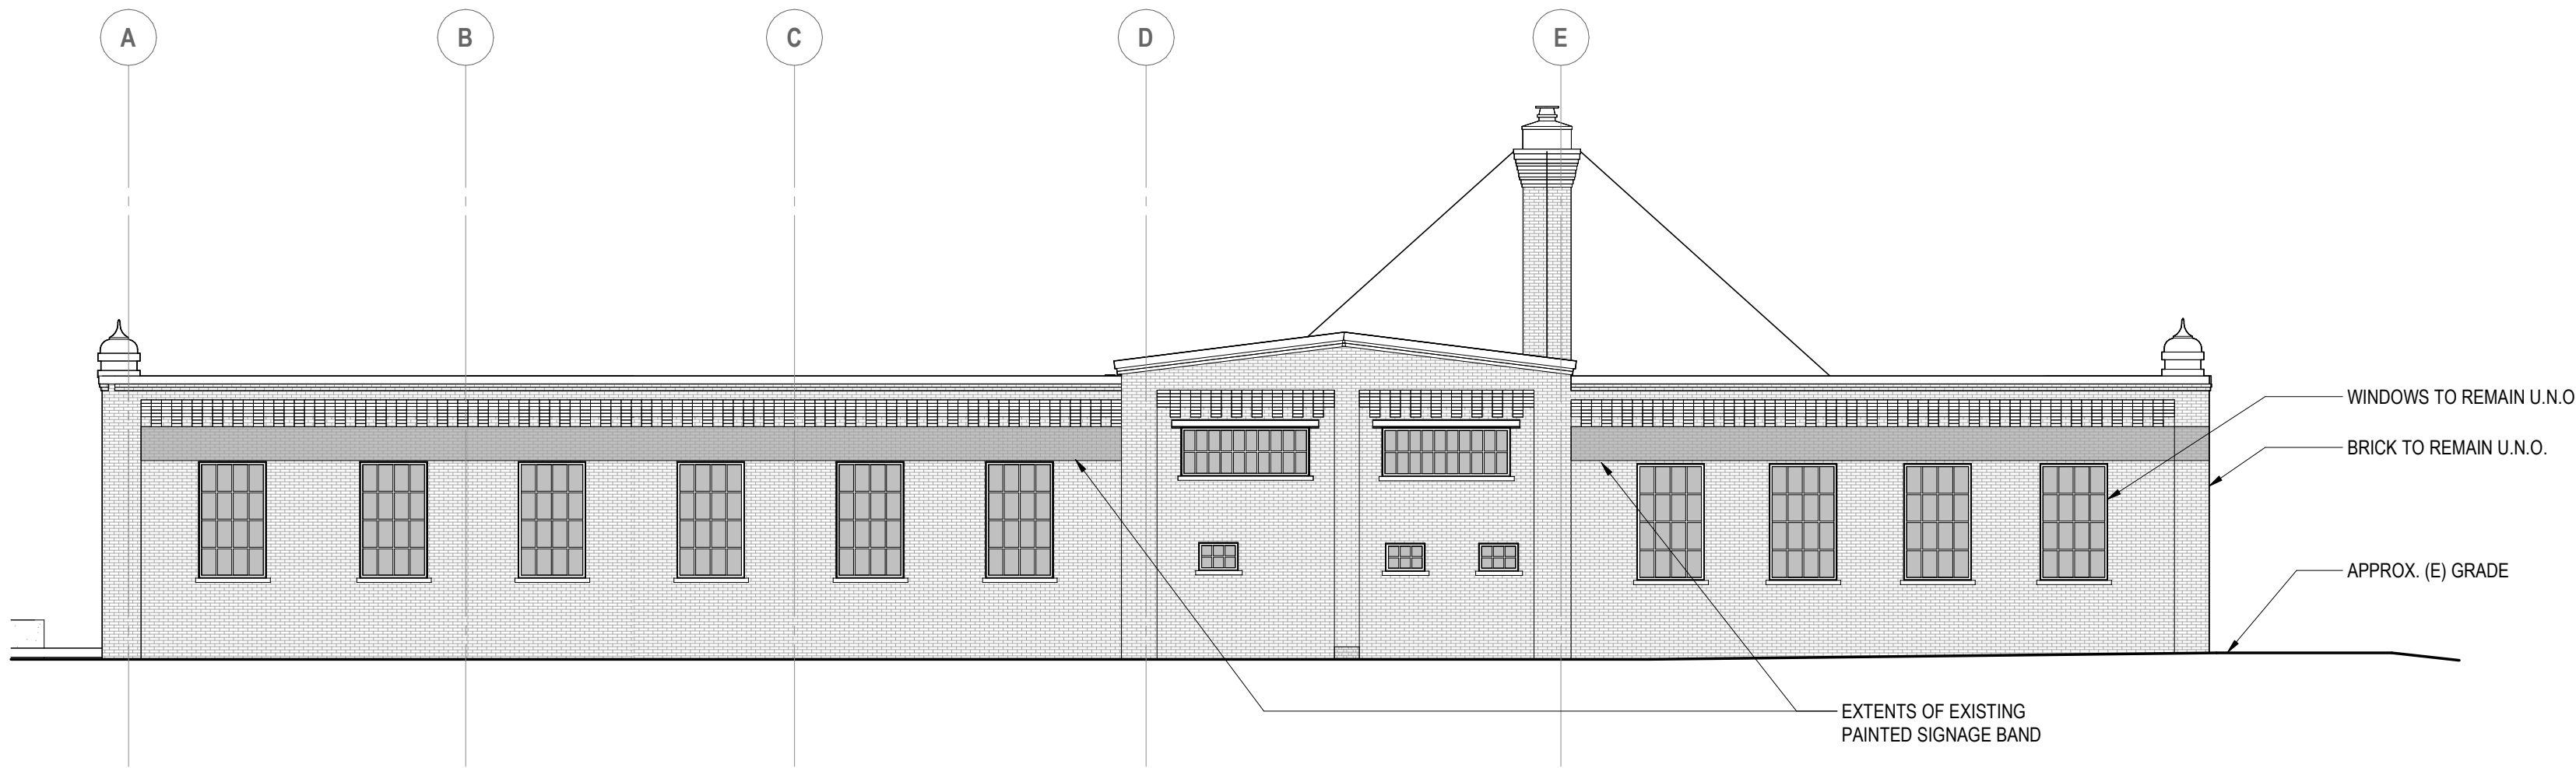 A B C D E
WINDOWS TO REMAIN U.N.O
BRICK TO REMAIN U.N.O.
APPROX. (E) GRADE
EXTENTS OF EXISTING
PAINTED SIGNAGE BAND